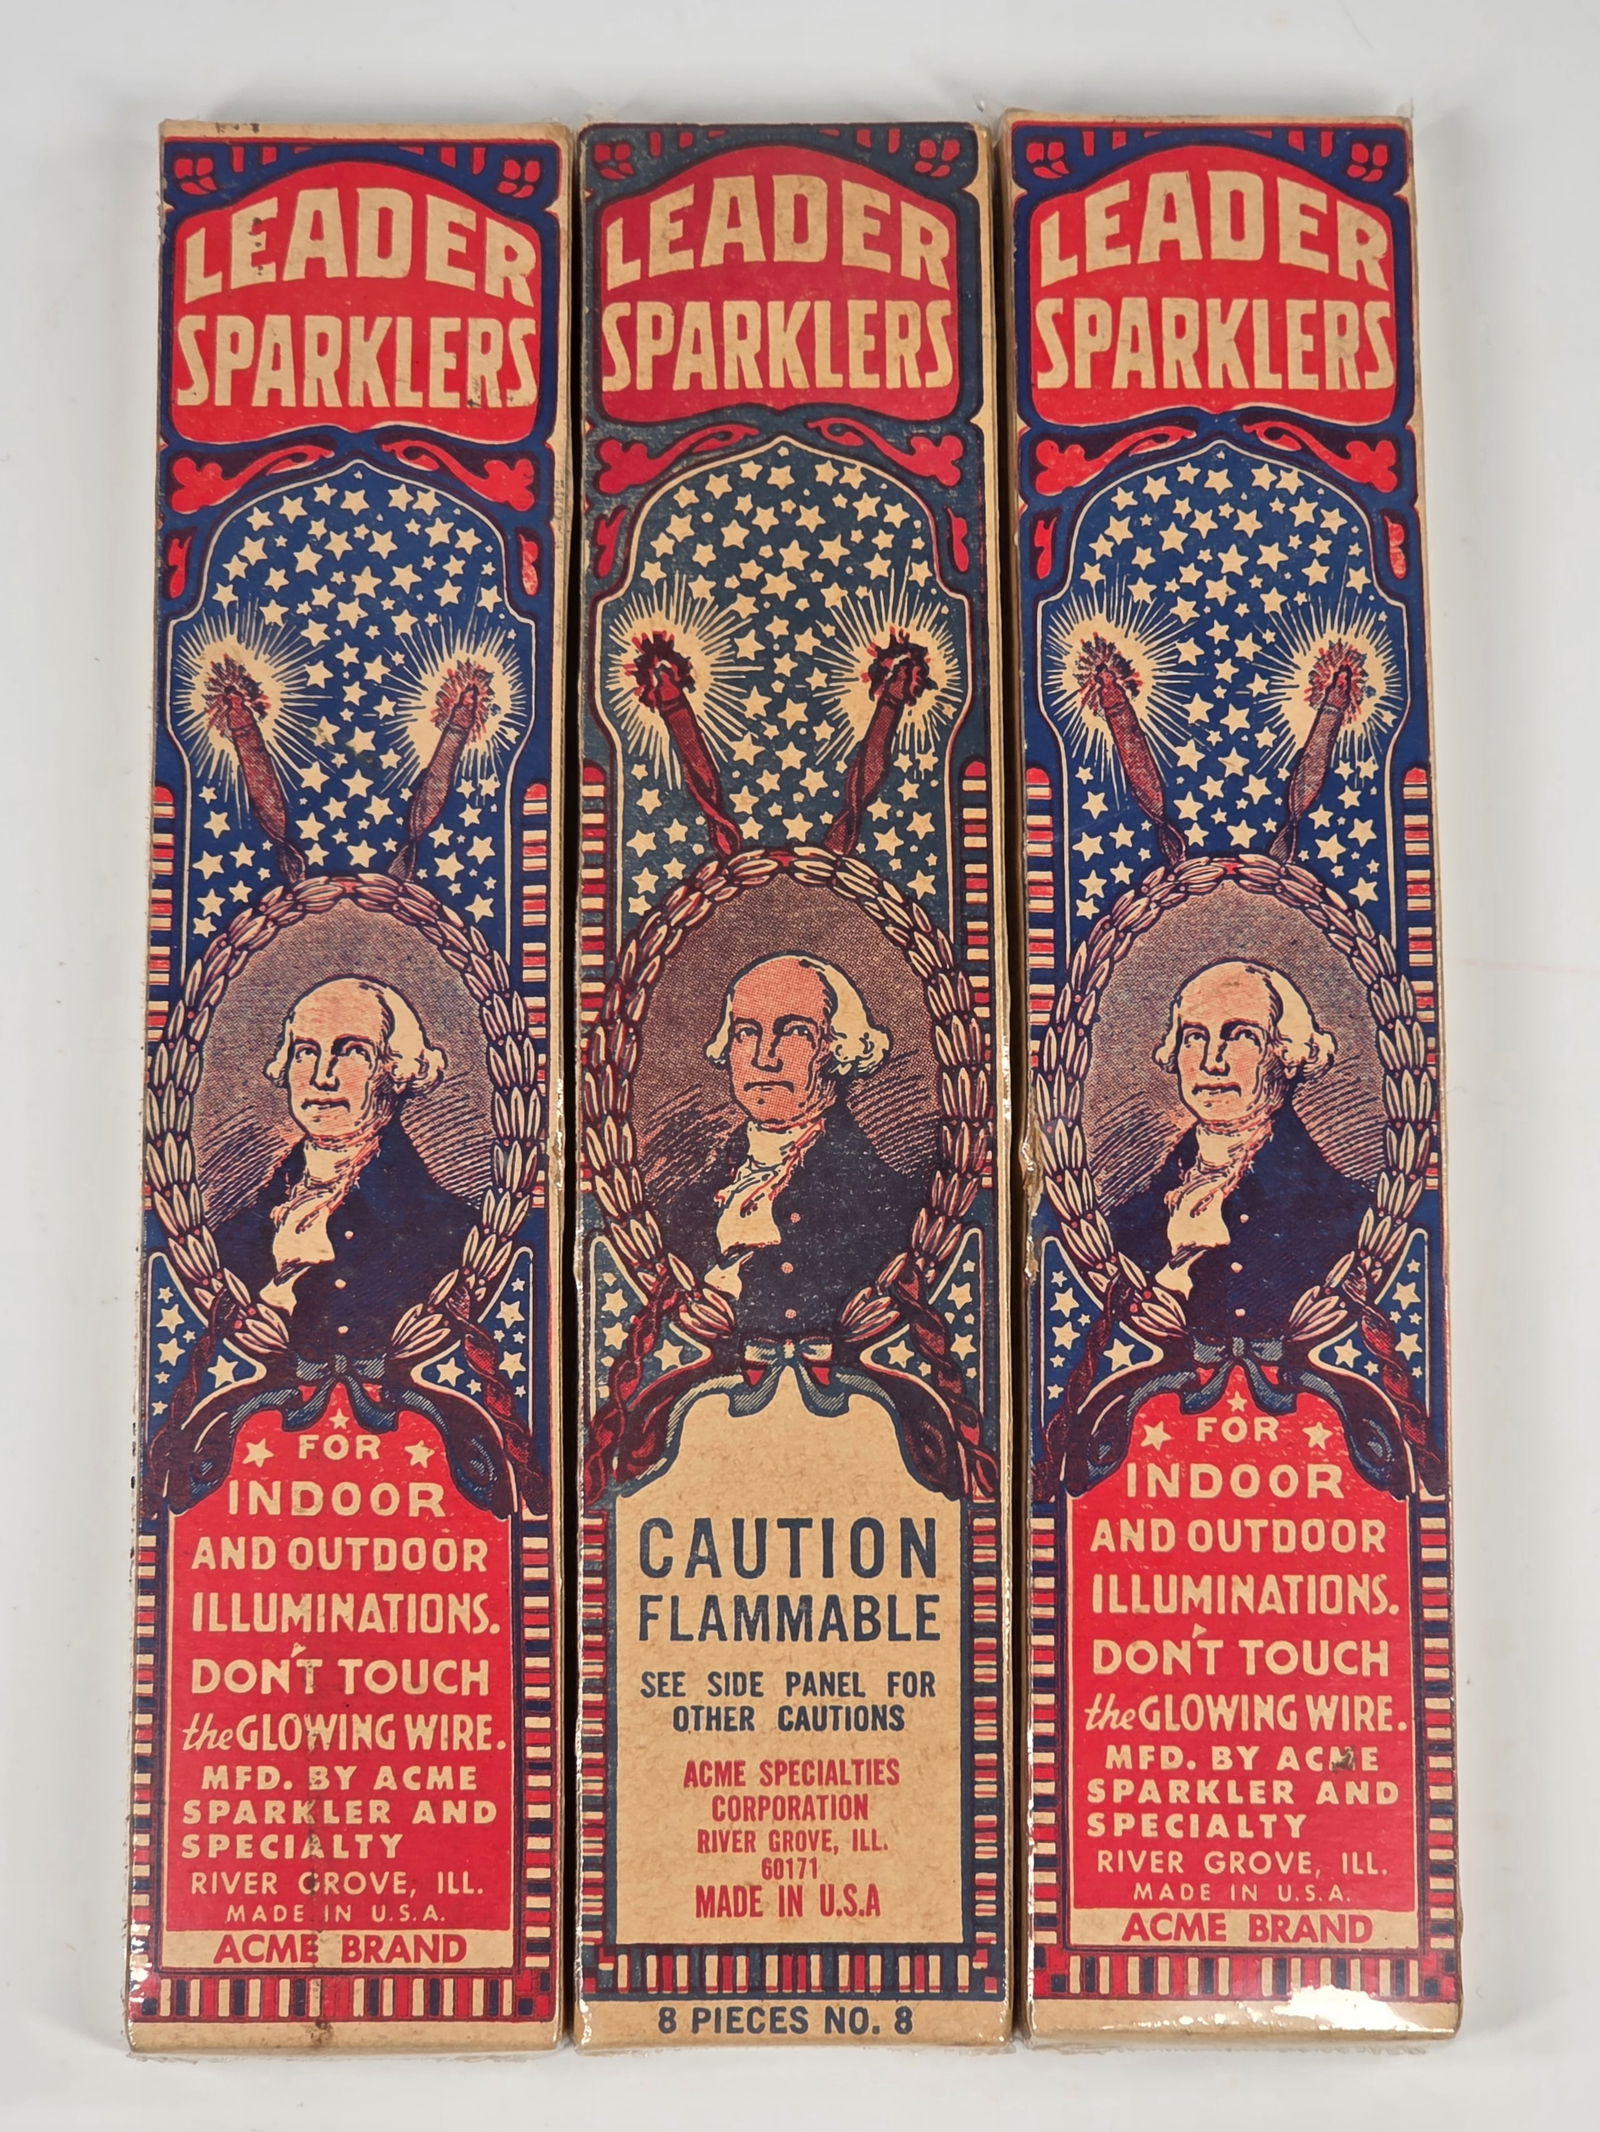 LEADER
SPARKLERS
FOR
INDOOR
AND OUTDOOR
ILLUMINATIONS.
DON'T TOUCH
the GLOWING WIRE.
MFD. BY ACME
SPARKLER AND
SPECIALTY
RIVER GROVE, ILL.
MADE IN U.S.A.
ACME BRAND
LEADER
SPARKLERS
CAUTION
FLAMMABLE
SEE SIDE PANEL FOR
OTHER CAUTIONS
ACME SPECIALTIES
CORPORATION
RIVER GROVE, ILL.
60171
MADE IN U.S.A
8 PIECES NO. 8
LEADER
SPARKLERS
FOR
INDOOR
AND OUTDOOR
ILLUMINATIONS.
DON'T TOUCH
the GLOWING WIRE.
MFD. BY ACME
SPARKLER AND
SPECIALTY
RIVER GROVE, ILL.
MADE IN U.S.A.
ACME BRAND